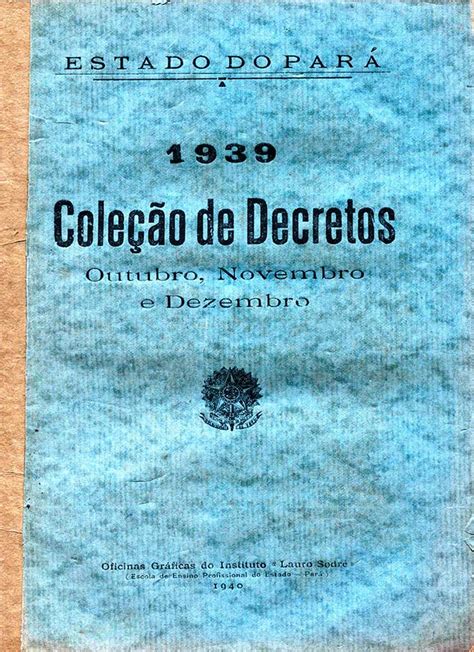 ESTADO DO PARÁ
1939
Coleção de Decretos
Outubro, Novembro
e Dezembro
Oficinas Gráficas do Instituto “ Lauro Sodré ”
( Escola de Ensino Profissional do Estado — Pará )
1940